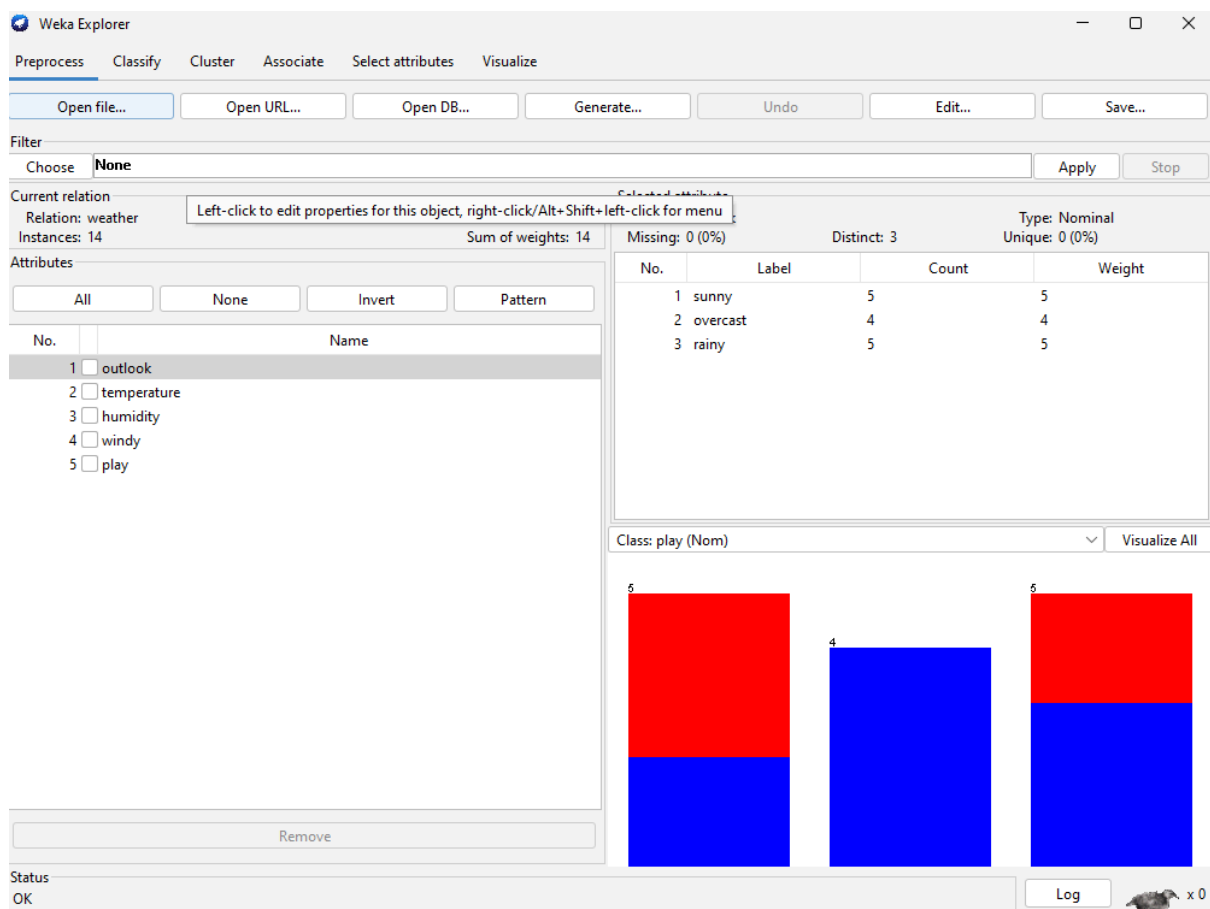 Weka Explorer
Preprocess Classify Cluster Associate Select attributes Visualize
Open file... Open URL... Open DB... Generate... Undo Edit... Save...
Filter
Choose None Apply Stop
Current relation
Left-click to edit properties for this object, right-click/Alt+Shift+left-click for menu
Relation: weather
Instances: 14 Sum of weights: 14
Selected attribute
Type: Nominal
Missing: 0 (0%) Distinct: 3 Unique: 0 (0%)
Attributes
All None Invert Pattern
No. Name
1 outlook
2 temperature
3 humidity
4 windy
5 play
Remove
No. Label Count Weight
1 sunny 5 5
2 overcast 4 4
3 rainy 5 5
Class: play (Nom) Visualize All
5 4 5
Status
OK
Log x 0